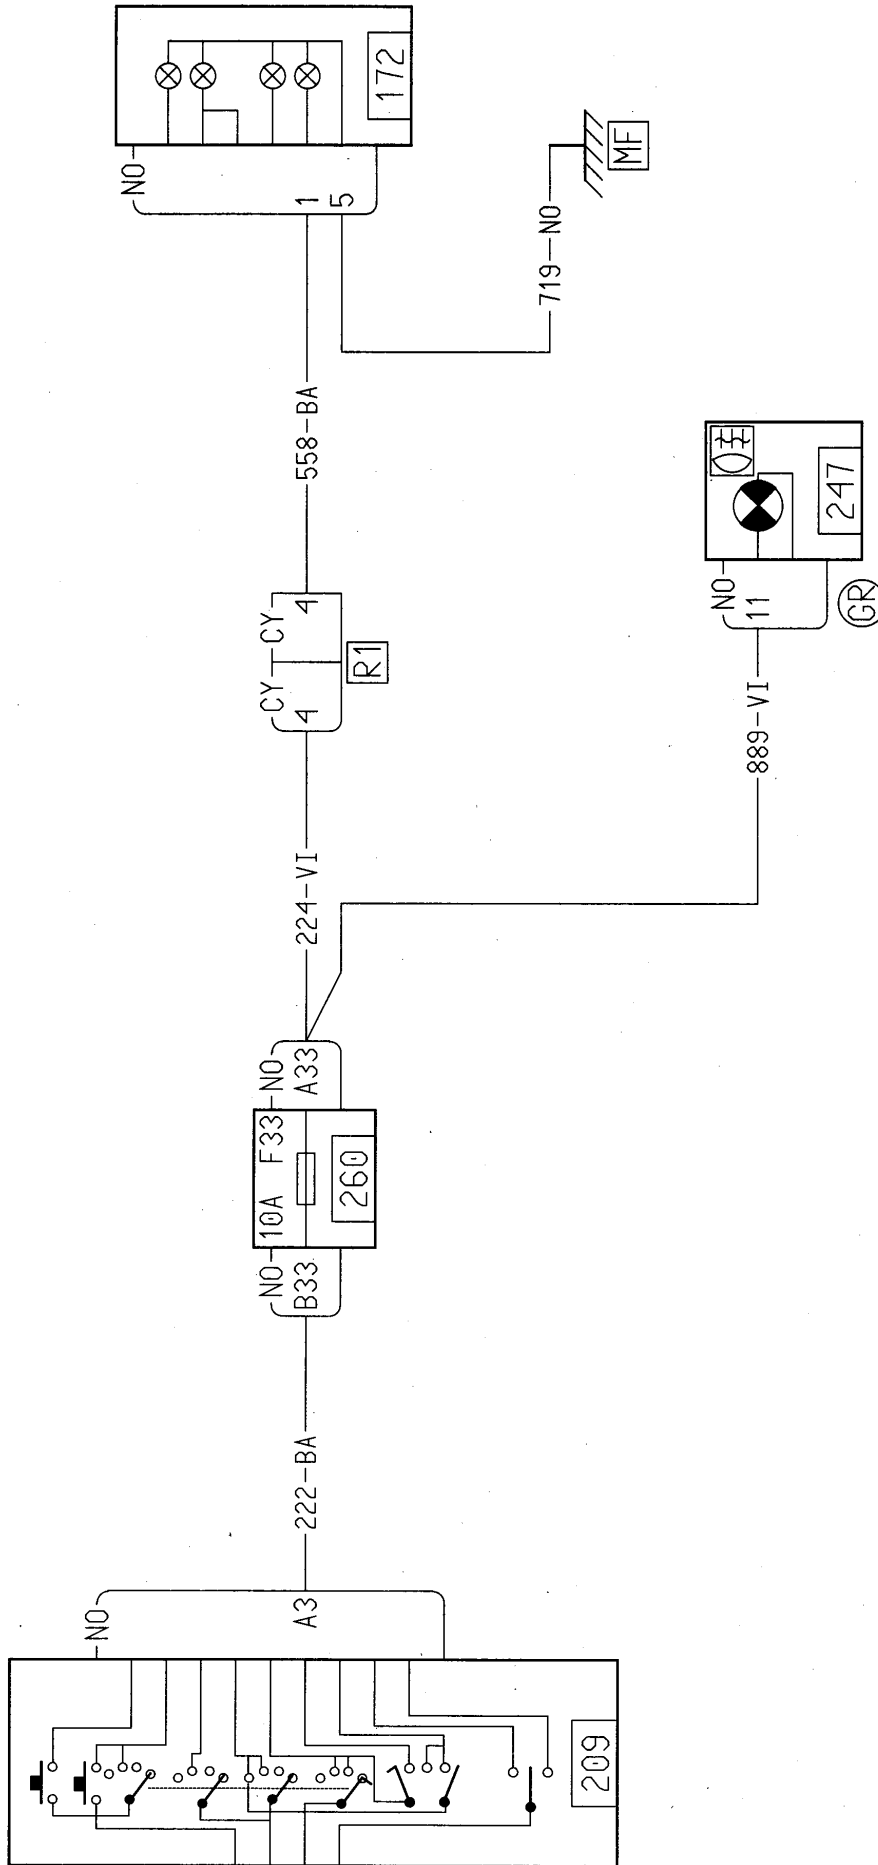 NO
1
5
172
MF
719-NO
558-BA
CY
CY
4
4
R1
NO
11
247
GR
889-VI
224-VI
NO
A33
10A F33
260
NO
B33
222-BA
NO
A3
209